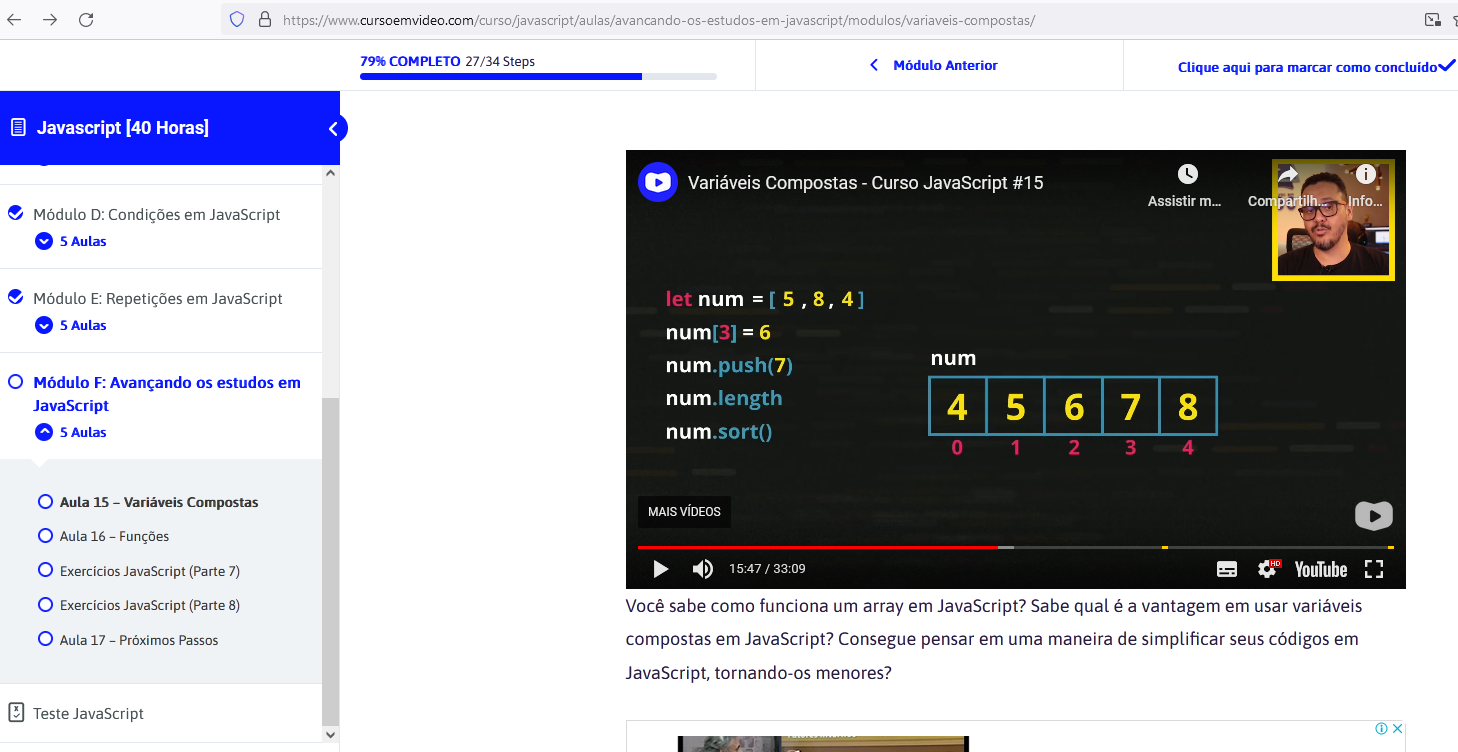 https://www.cursoemvideo.com/curso/javascript/aulas/avancando-os-estudos-em-javascript/modulos/variaveis-compostas/
79% COMPLETO 27/34 Steps
Módulo Anterior
Clique aqui para marcar como concluído
Javascript [40 Horas]
Módulo D: Condições em JavaScript
5 Aulas
Módulo E: Repetições em JavaScript
5 Aulas
Módulo F: Avançando os estudos em
JavaScript
5 Aulas
Aula 15 – Variáveis Compostas
Aula 16 – Funções
Exercícios JavaScript (Parte 7)
Exercícios JavaScript (Parte 8)
Aula 17 – Próximos Passos
Teste JavaScript
Variáveis Compostas - Curso JavaScript #15
Assistir m...
Compartilh...
Info...
let num = [ 5 , 8 , 4 ]
num[3] = 6
num.push(7)
num.length
num.sort()
num
4 5 6 7 8
0 1 2 3 4
MAIS VÍDEOS
15:47 / 33:09
HD
YouTube
Você sabe como funciona um array em JavaScript? Sabe qual é a vantagem em usar variáveis
compostas em JavaScript? Consegue pensar em uma maneira de simplificar seus códigos em
JavaScript, tornando-os menores?